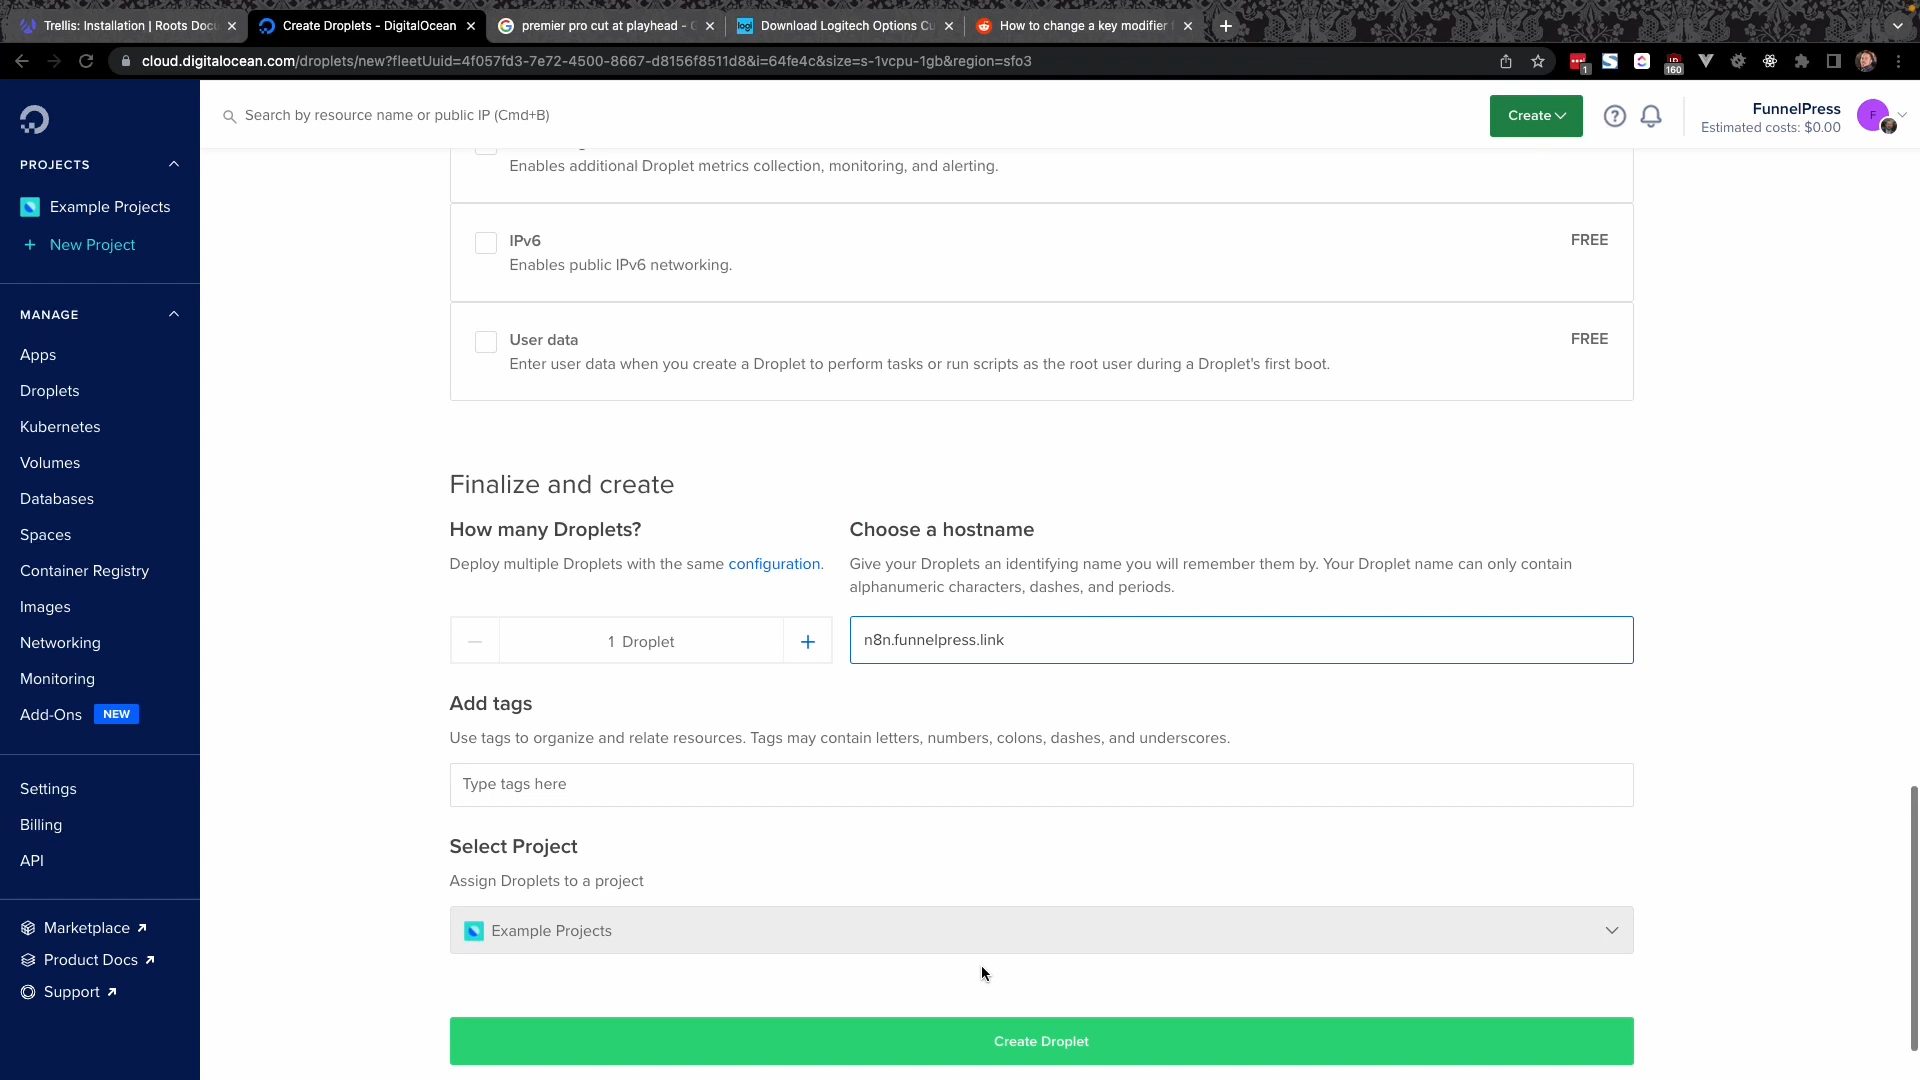 Trellis: Installation | Roots Docu
Create Droplets - DigitalOcean
premier pro cut at playhead - G
Download Logitech Options Cu
How to change a key modifier
cloud.digitalocean.com/droplets/new?fleetUuid=4f057fd3-7e72-4500-8667-d8156f8511d8&i=64fe4c&size=s-1vcpu-1gb&region=sfo3
1
160
Search by resource name or public IP (Cmd+B)
Create
FunnelPress
Estimated costs: $0.00
F
PROJECTS
Example Projects
+ New Project
MANAGE
Apps
Droplets
Kubernetes
Volumes
Databases
Spaces
Container Registry
Images
Networking
Monitoring
Add-Ons NEW
Settings
Billing
API
Marketplace
Product Docs
Support
Enables additional Droplet metrics collection, monitoring, and alerting.
IPv6
FREE
Enables public IPv6 networking.
User data
FREE
Enter user data when you create a Droplet to perform tasks or run scripts as the root user during a Droplet's first boot.
Finalize and create
How many Droplets?
Deploy multiple Droplets with the same configuration.
1 Droplet
Choose a hostname
Give your Droplets an identifying name you will remember them by. Your Droplet name can only contain
alphanumeric characters, dashes, and periods.
n8n.funnelpress.link
Add tags
Use tags to organize and relate resources. Tags may contain letters, numbers, colons, dashes, and underscores.
Type tags here
Select Project
Assign Droplets to a project
Example Projects
Create Droplet